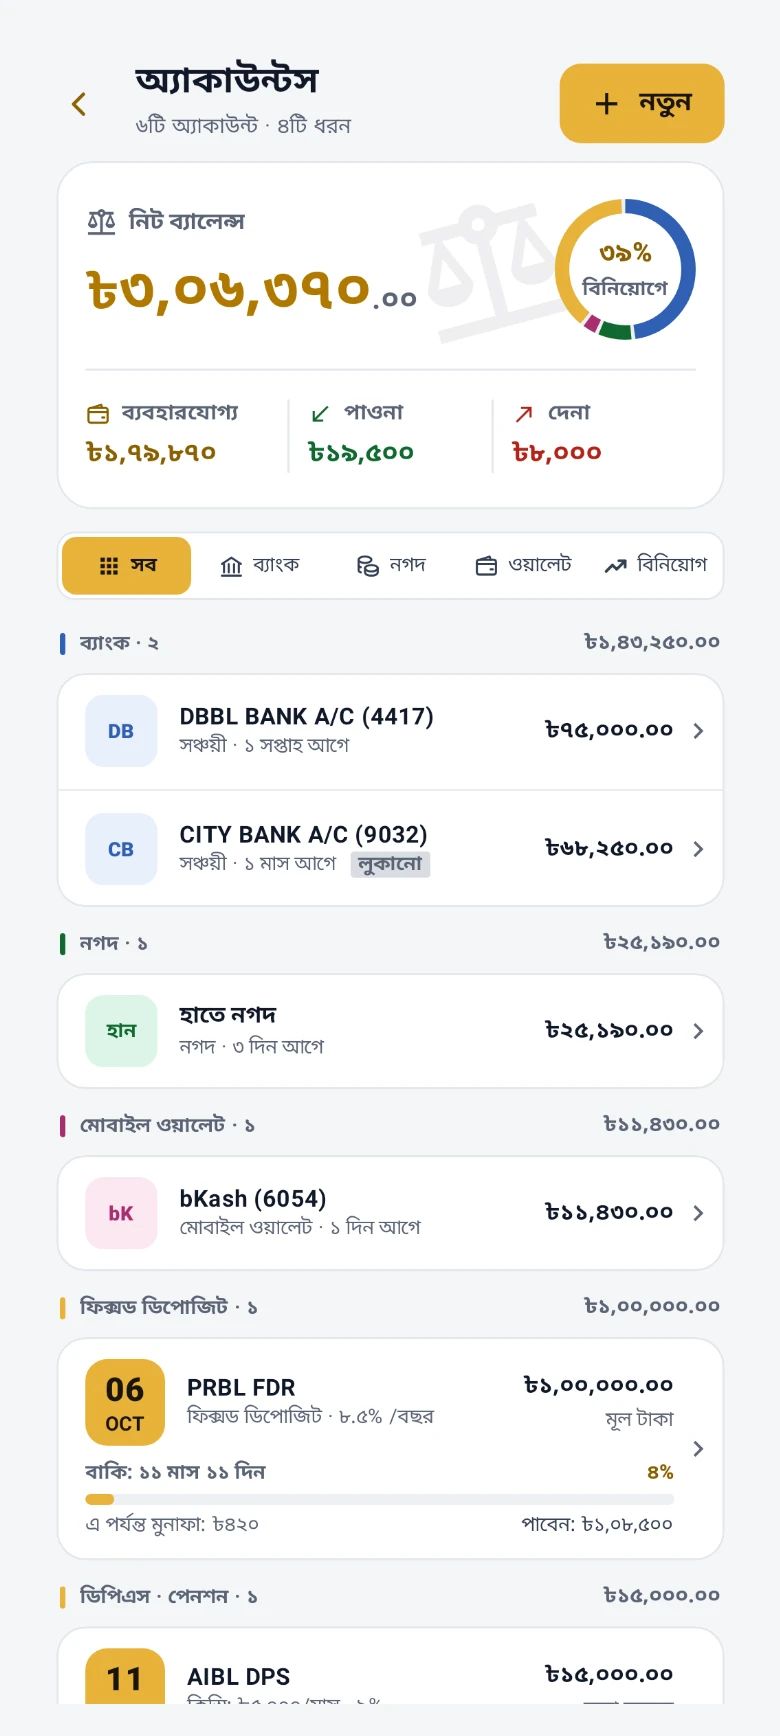 অ্যাকাউন্টস
৬টি অ্যাকাউন্ট · ৪টি ধরন
নতুন
নিট ব্যালেন্স
৳৩,০৬,৩৭০.০০
৩৯%
বিনিয়োগে
ব্যবহারযোগ্য
৳১,৭৯,৮৭০
পাওনা
৳১৯,৫০০
দেনা
৳৮,০০০
সব
ব্যাংক
নগদ
ওয়ালেট
বিনিয়োগ
ব্যাংক · ২ ৳১,৪৩,২৫০.০০
DB
DBBL BANK A/C (4417)
সঞ্চয়ী · ১ সপ্তাহ আগে
৳৭৫,০০০.০০
CB
CITY BANK A/C (9032)
সঞ্চয়ী · ১ মাস আগে লুকানো
৳৬৮,২৫০.০০
নগদ · ১ ৳২৫,১৯০.০০
হান
হাতে নগদ
নগদ · ৩ দিন আগে
৳২৫,১৯০.০০
মোবাইল ওয়ালেট · ১ ৳১১,৪৩০.০০
bK
bKash (6054)
মোবাইল ওয়ালেট · ১ দিন আগে
৳১১,৪৩০.০০
ফিক্সড ডিপোজিট · ১ ৳১,০০,০০০.০০
06
OCT
PRBL FDR
ফিক্সড ডিপোজিট · ৮.৫% /বছর
৳১,০০,০০০.০০
মূল টাকা
বাকি: ১১ মাস ১১ দিন ৪%
এ পর্যন্ত মুনাফা: ৳৪২০ পাবেন: ৳১,০৮,৫০০
ডিপিএস · পেনশন · ১ ৳১৫,০০০.০০
11
AIBL DPS
৳১৫,০০০.০০